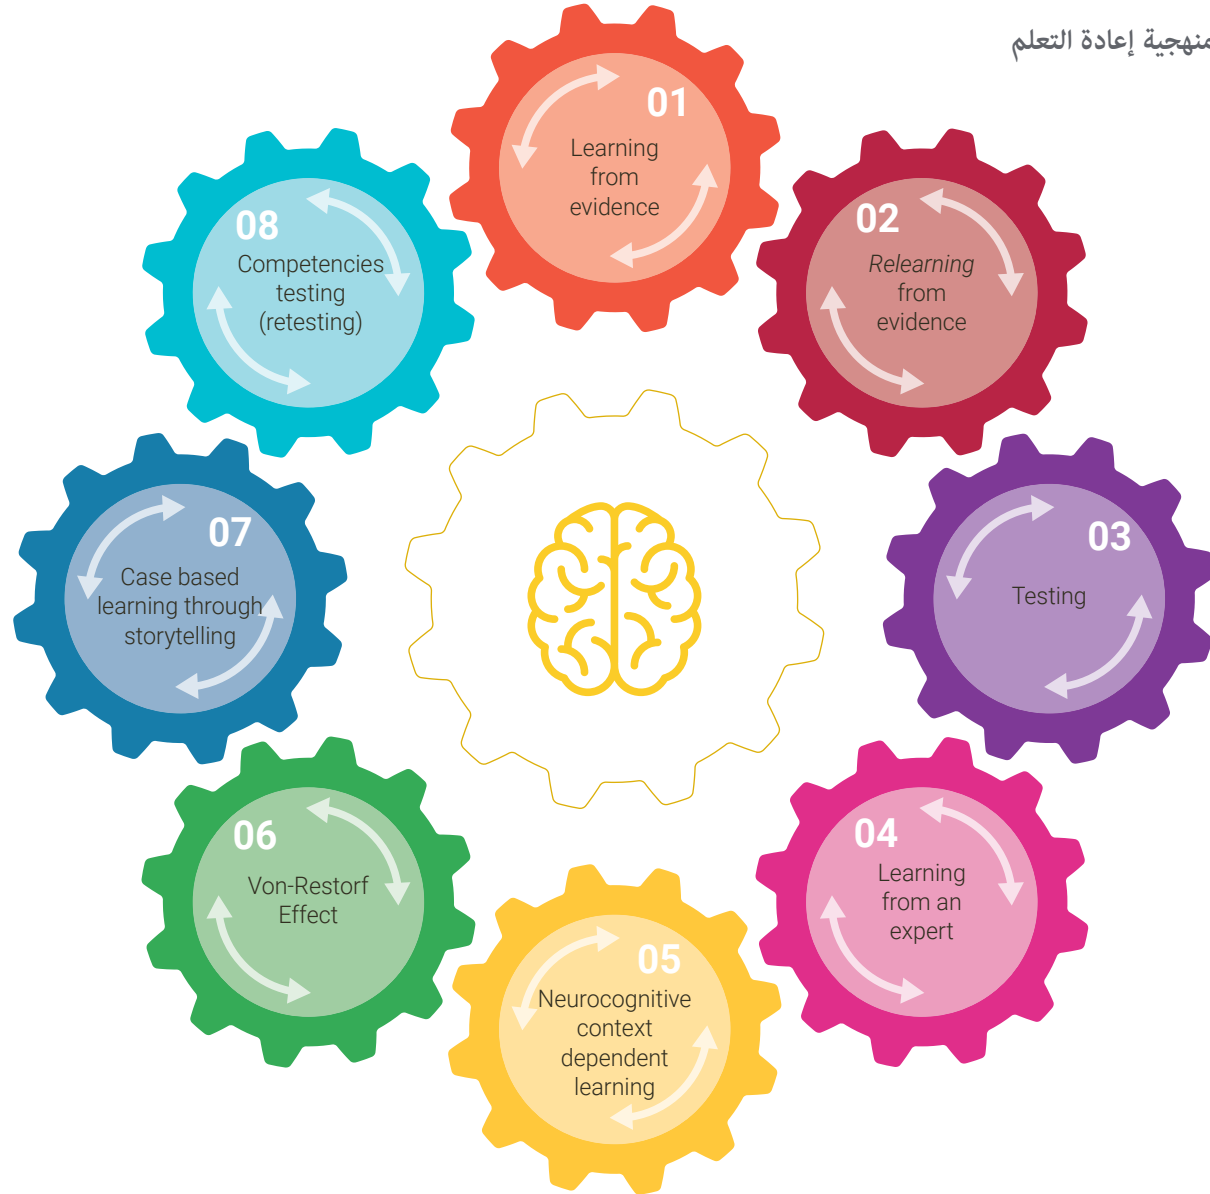 منهجية إعادة التعلم
01
Learning
from
evidence
02
Relearning
from
evidence
03
Testing
04
Learning
from an
expert
05
Neurocognitive
context
dependent
learning
06
Von-Restorf
Effect
07
Case based
learning through
storytelling
08
Competencies
testing
(retesting)